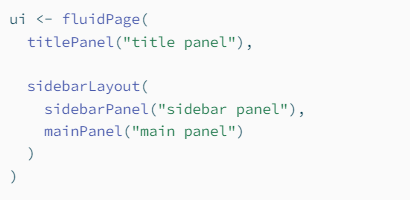 ui <- fluidPage(
  titlePanel("title panel"),

  sidebarLayout(
    sidebarPanel("sidebar panel"),
    mainPanel("main panel")
  )
)